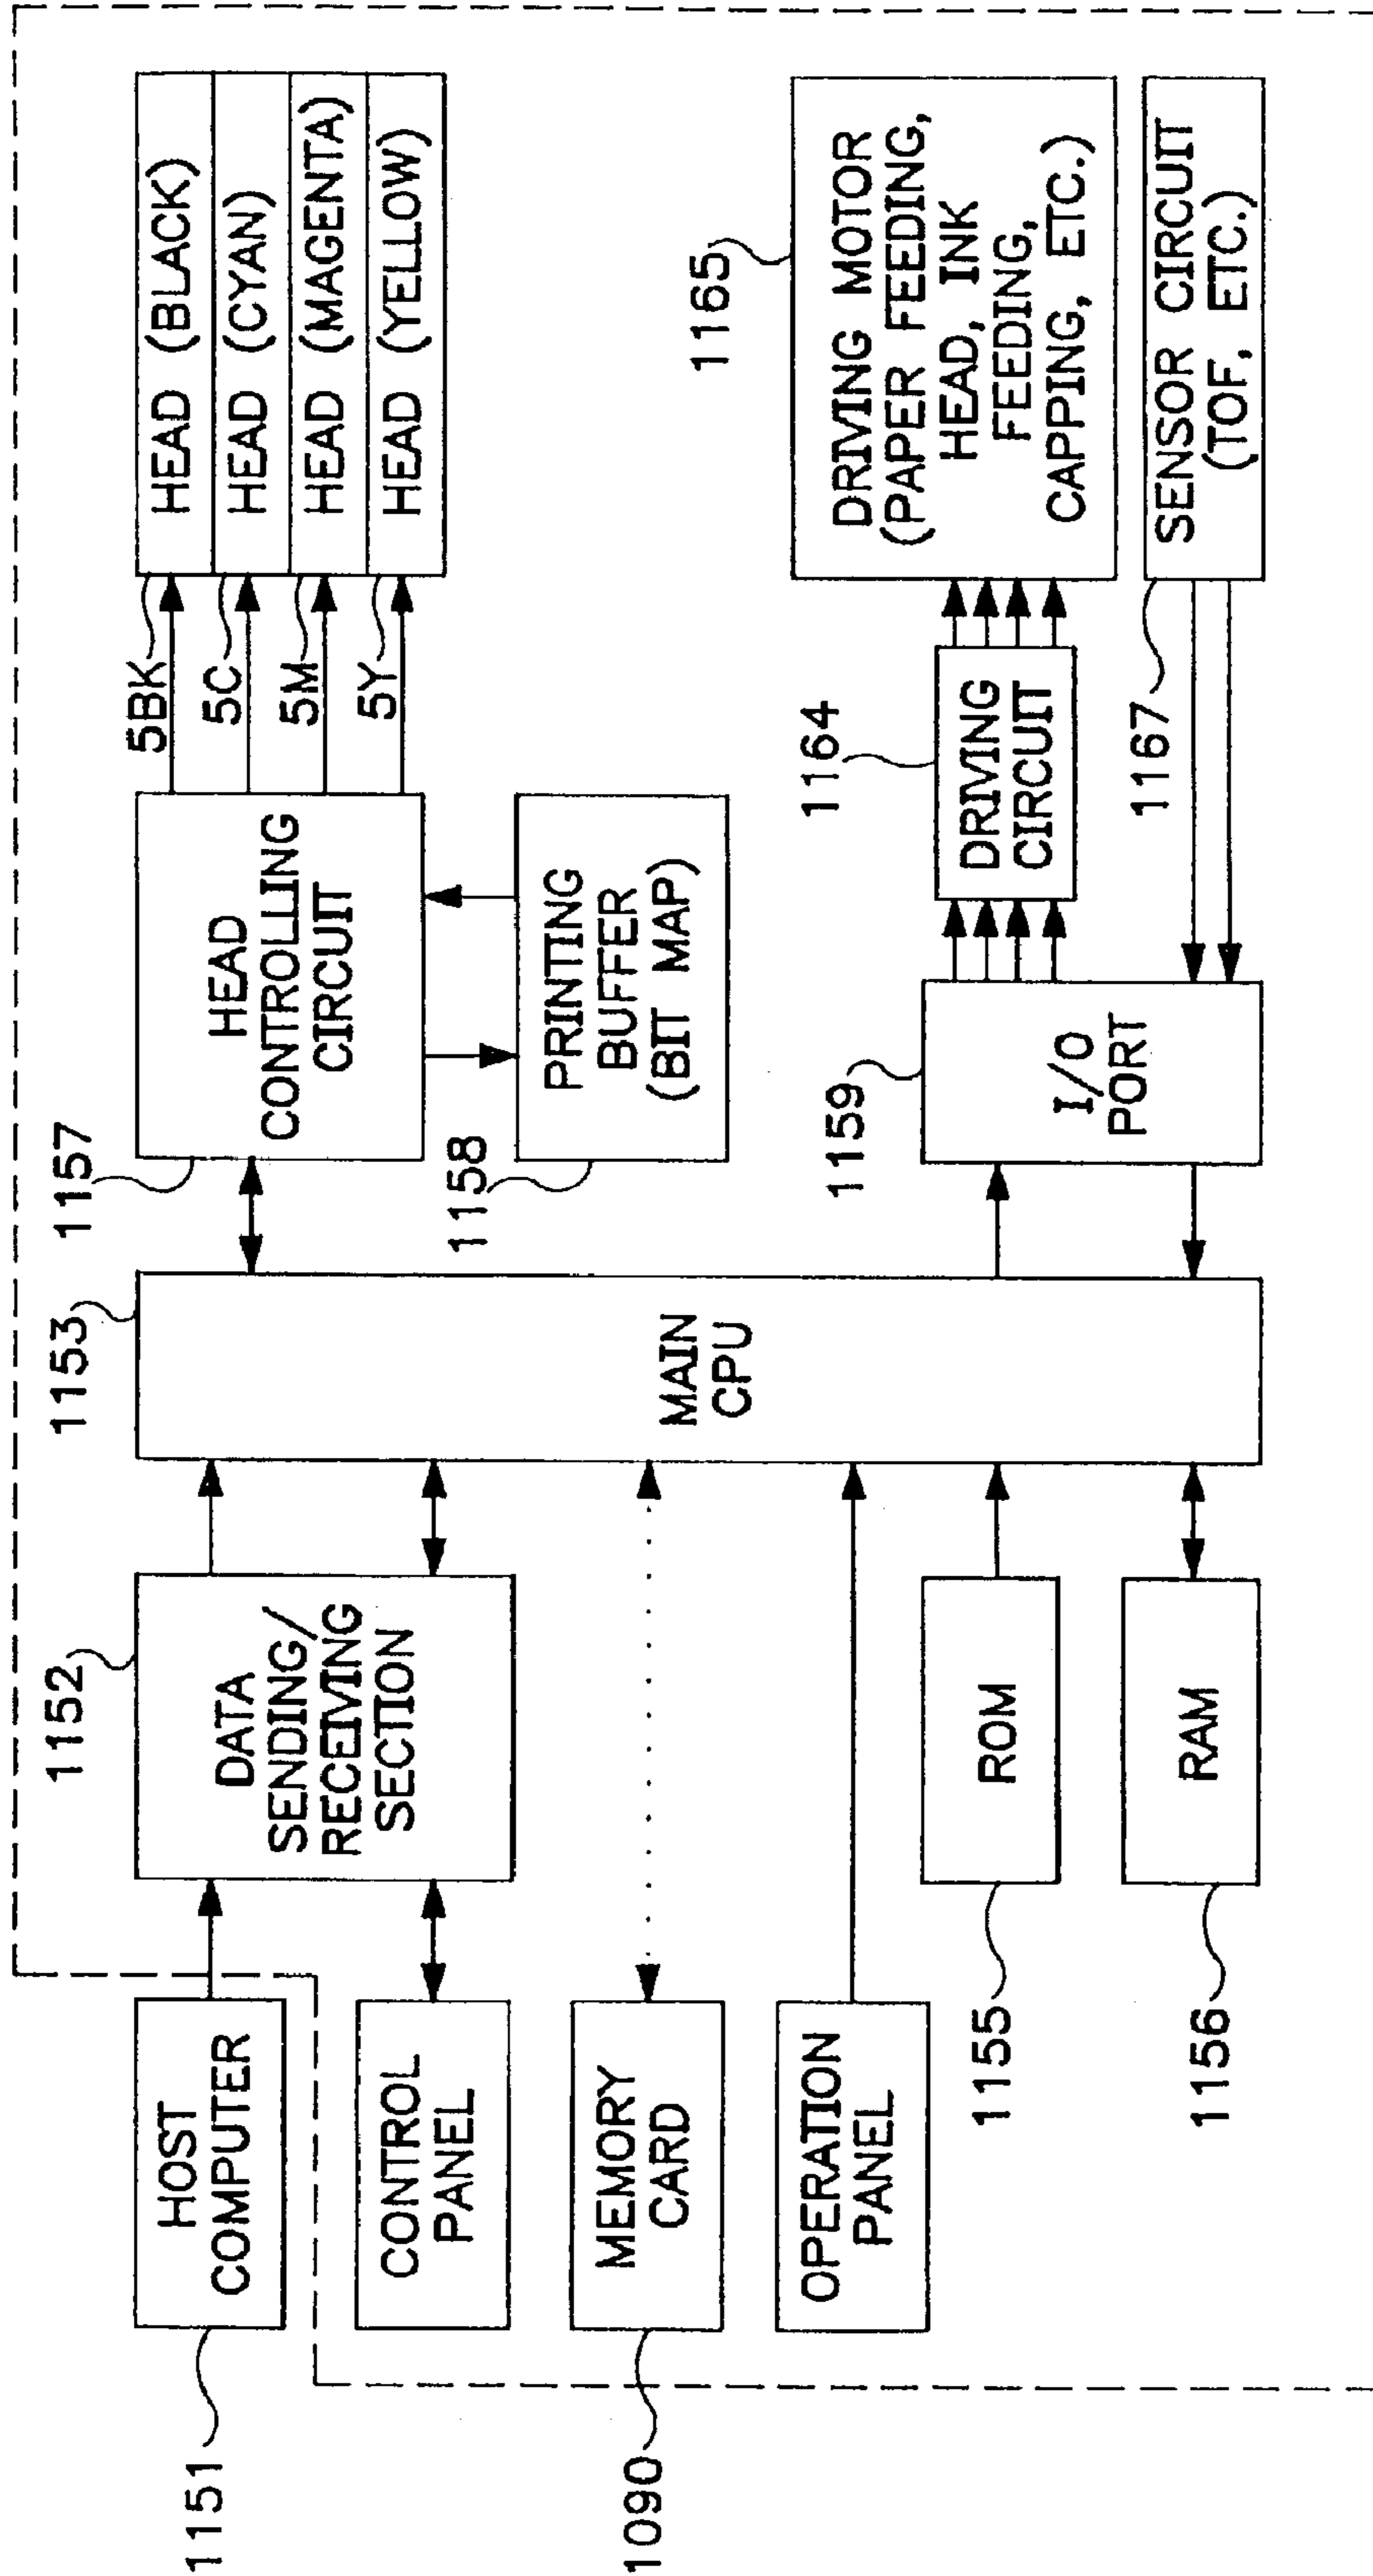 1151
HOST
COMPUTER
CONTROL
PANEL
1090
MEMORY
CARD
OPERATION
PANEL
1152
DATA
SENDING/
RECEIVING
SECTION
1155
ROM
1156
RAM
1153
MAIN
CPU
1157
HEAD
CONTROLLING
CIRCUIT
1158
PRINTING
BUFFER
(BIT MAP)
1159
I/O
PORT
5BK
HEAD (BLACK)
5C
HEAD (CYAN)
5M
HEAD (MAGENTA)
5Y
HEAD (YELLOW)
1164
DRIVING
CIRCUIT
1165
DRIVING MOTOR
(PAPER FEEDING,
HEAD, INK
FEEDING,
CAPPING, ETC.)
1167
SENSOR CIRCUIT
(TOF, ETC.)